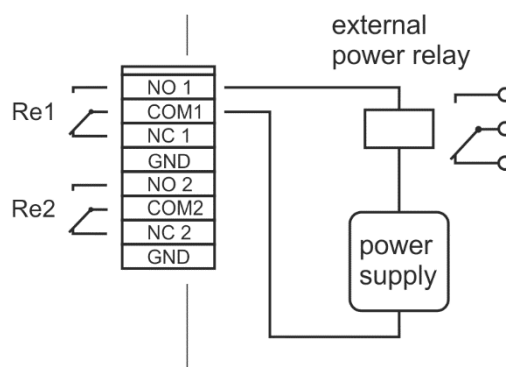 external
power relay
NO 1
Re1
COM1
NC 1
GND
NO 2
Re2
COM2
NC 2
GND
power
supply